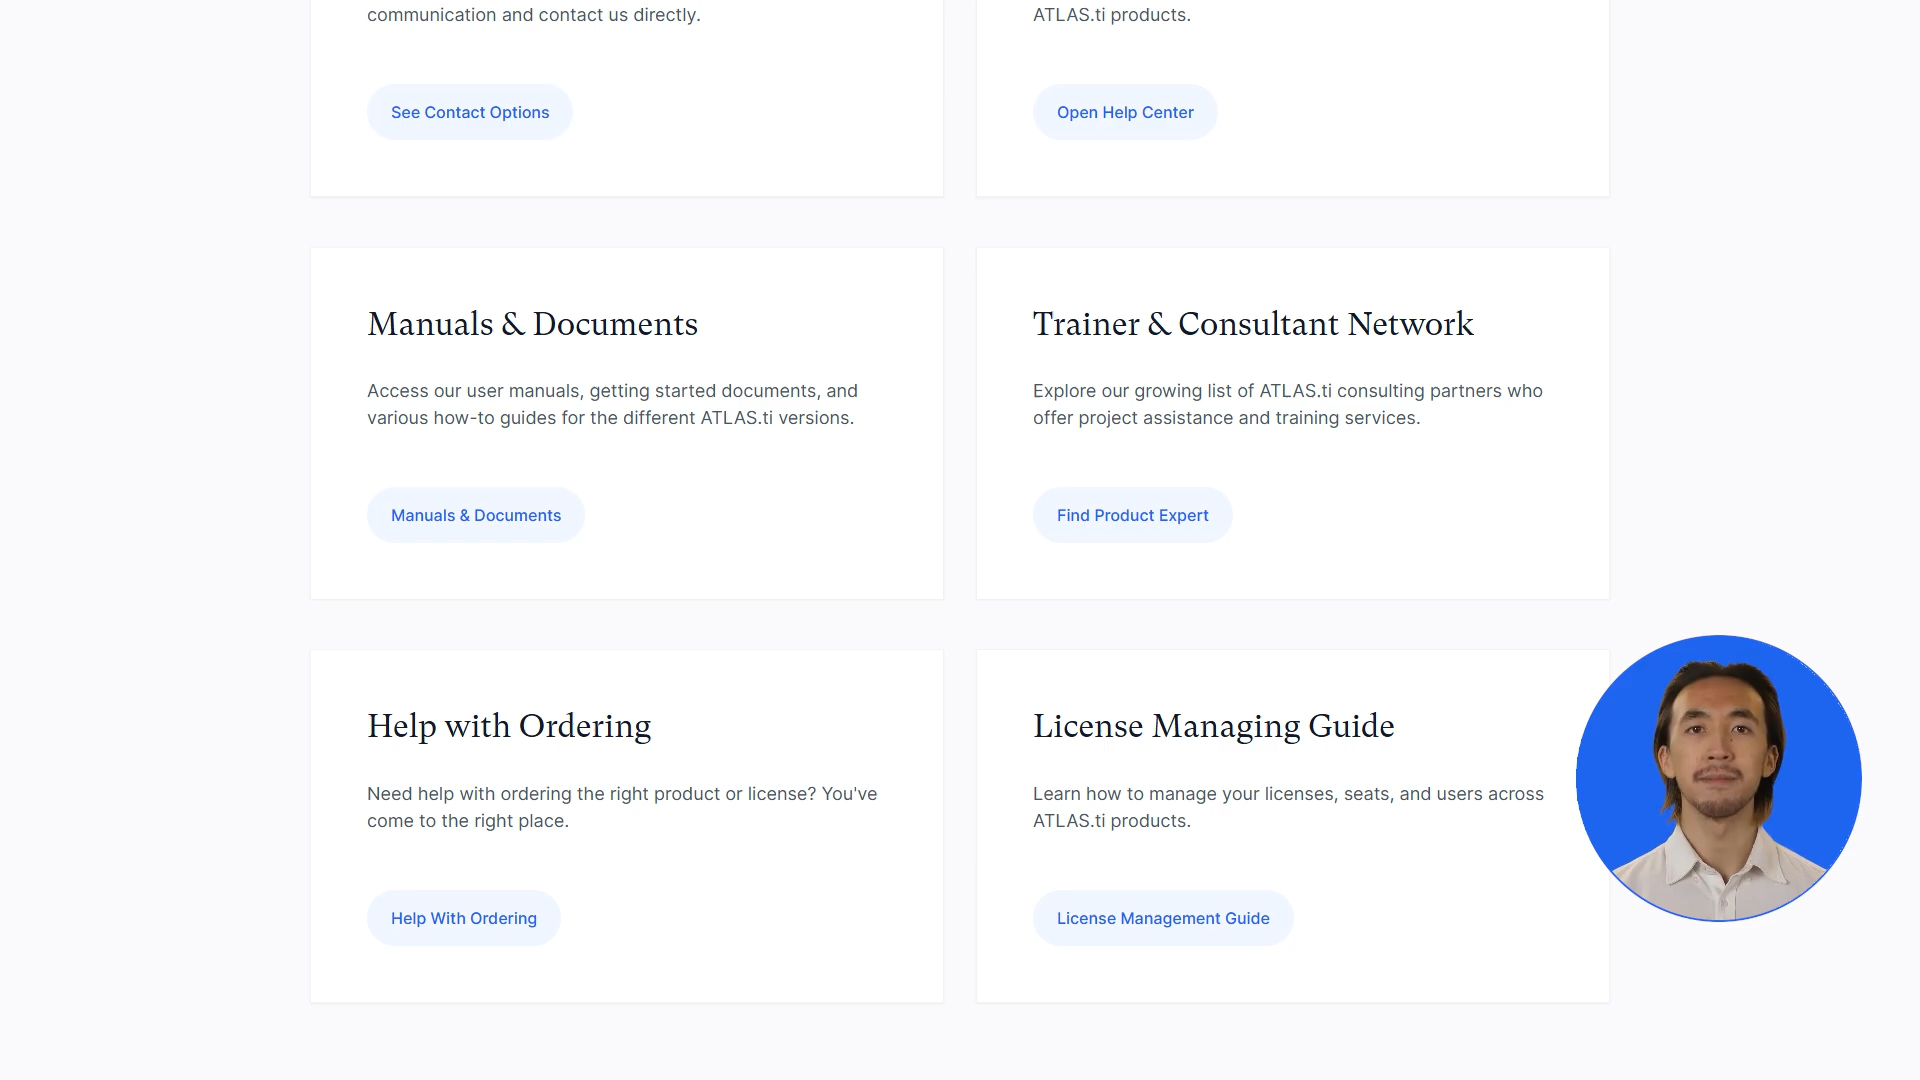 communication and contact us directly.
See Contact Options
ATLAS.ti products.
Open Help Center
Manuals & Documents
Access our user manuals, getting started documents, and
various how-to guides for the different ATLAS.ti versions.
Manuals & Documents
Trainer & Consultant Network
Explore our growing list of ATLAS.ti consulting partners who
offer project assistance and training services.
Find Product Expert
Help with Ordering
Need help with ordering the right product or license? You've
come to the right place.
Help With Ordering
License Managing Guide
Learn how to manage your licenses, seats, and users across
ATLAS.ti products.
License Management Guide